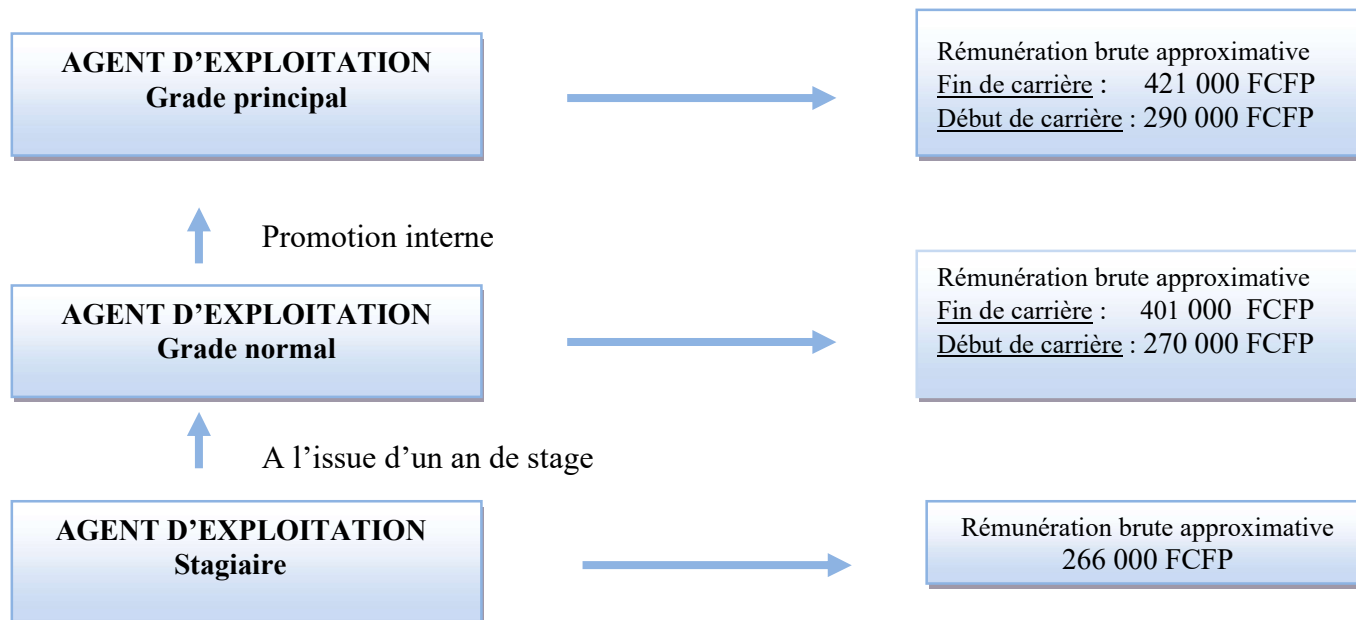 AGENT D’EXPLOITATION
Grade principal
Rémunération brute approximative
Fin de carrière : 421 000 FCFP
Début de carrière : 290 000 FCFP
Promotion interne
AGENT D’EXPLOITATION
Grade normal
Rémunération brute approximative
Fin de carrière : 401 000 FCFP
Début de carrière : 270 000 FCFP
A l’issue d’un an de stage
AGENT D’EXPLOITATION
Stagiaire
Rémunération brute approximative
266 000 FCFP